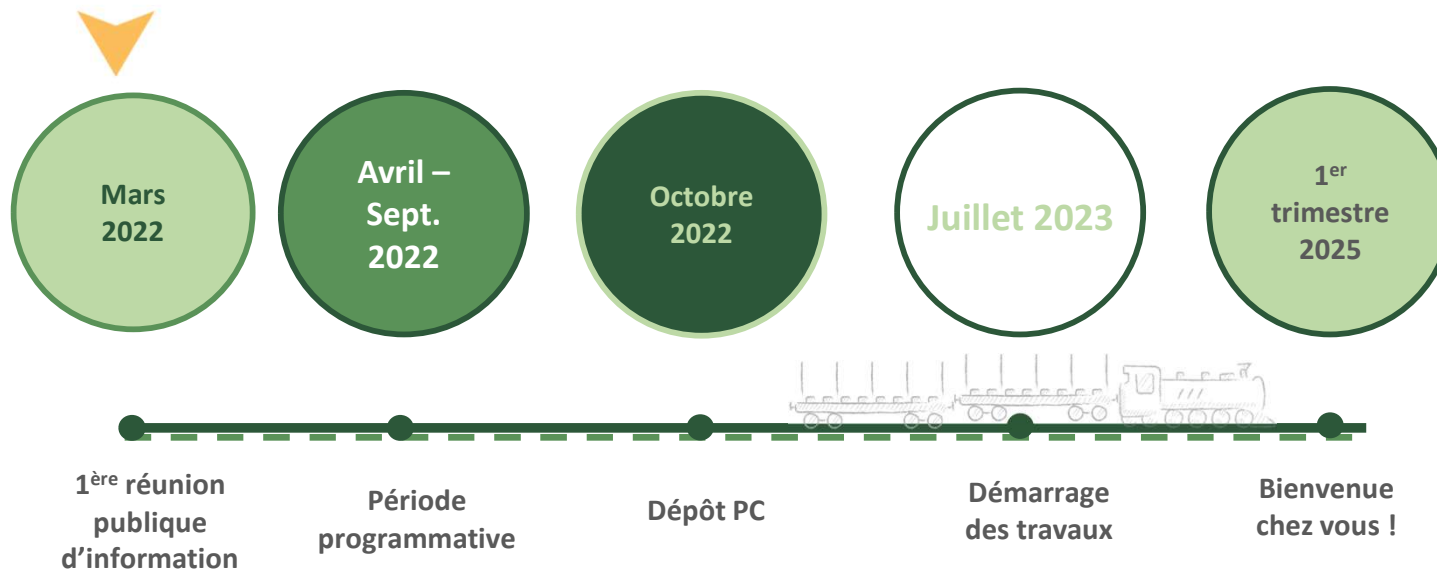 Mars
2022
Avril –
Sept.
2022
Octobre
2022
Juillet 2023
1er
trimestre
2025
1ère réunion
publique
d'information
Période
programmative
Dépôt PC
Démarrage
des travaux
Bienvenue
chez vous !